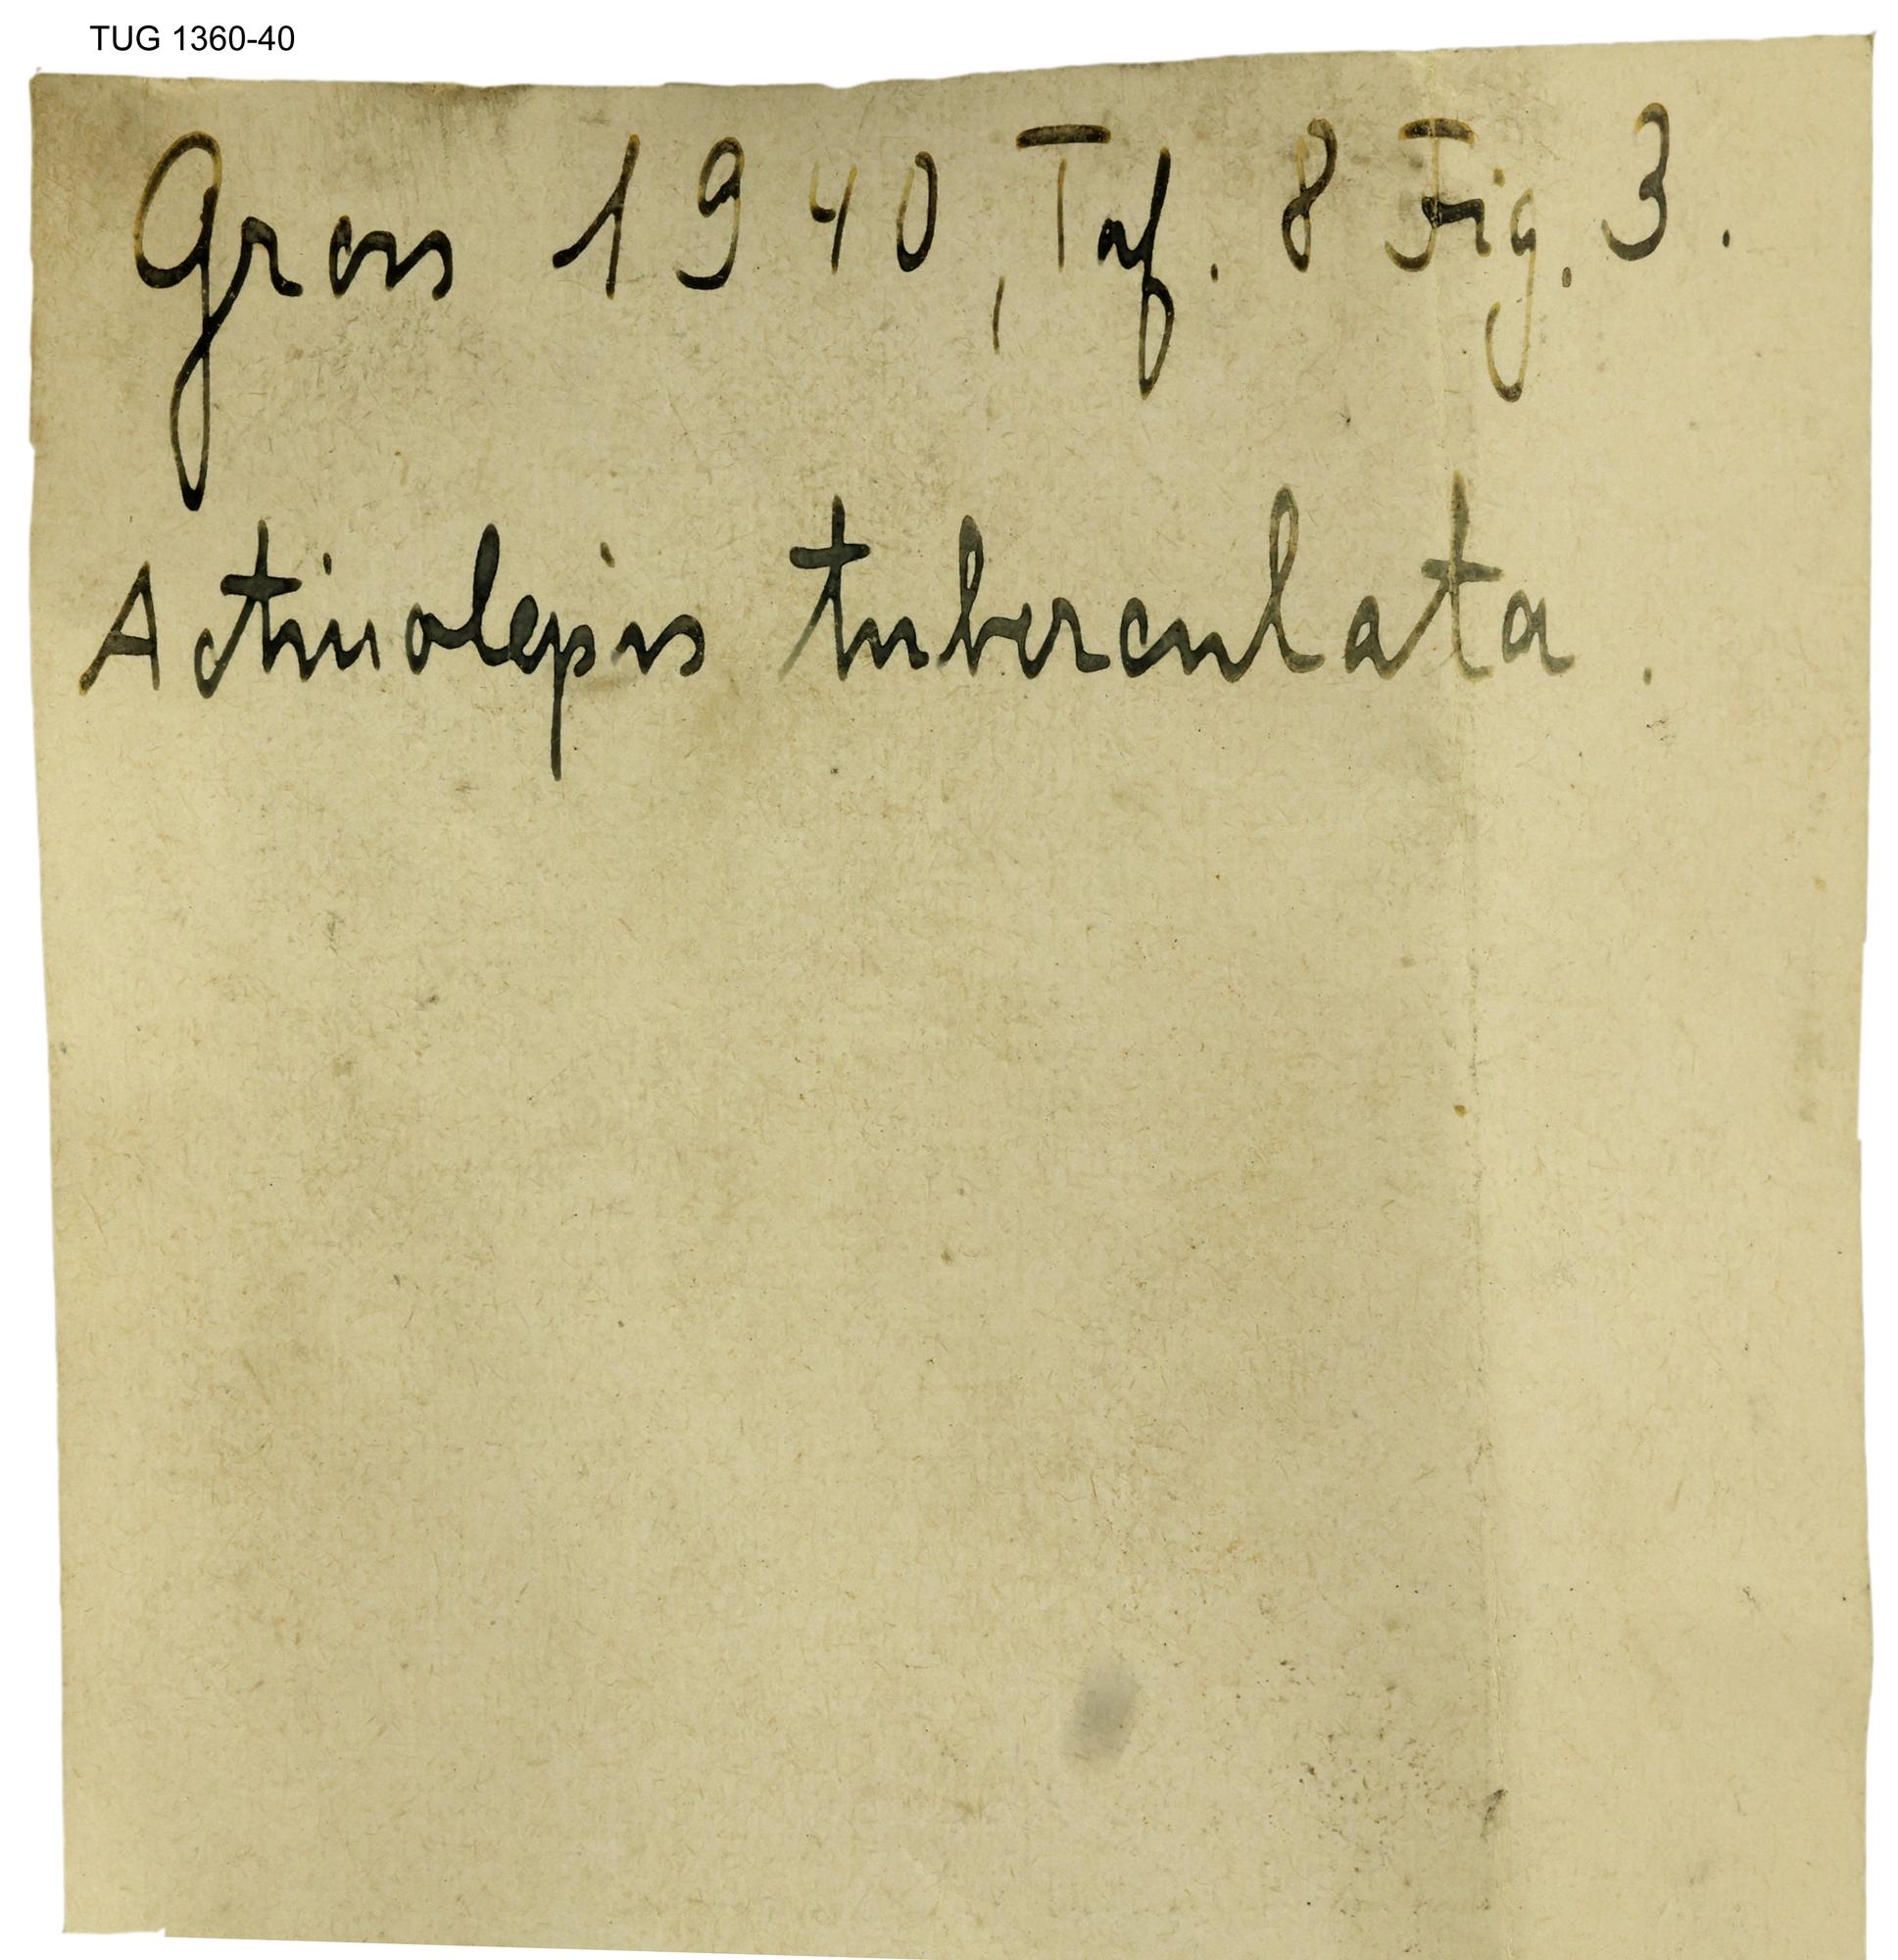 TUG 1360-40
Gross 1940, Taf. 8 Fig. 3.
Actinolepis tuberculata.